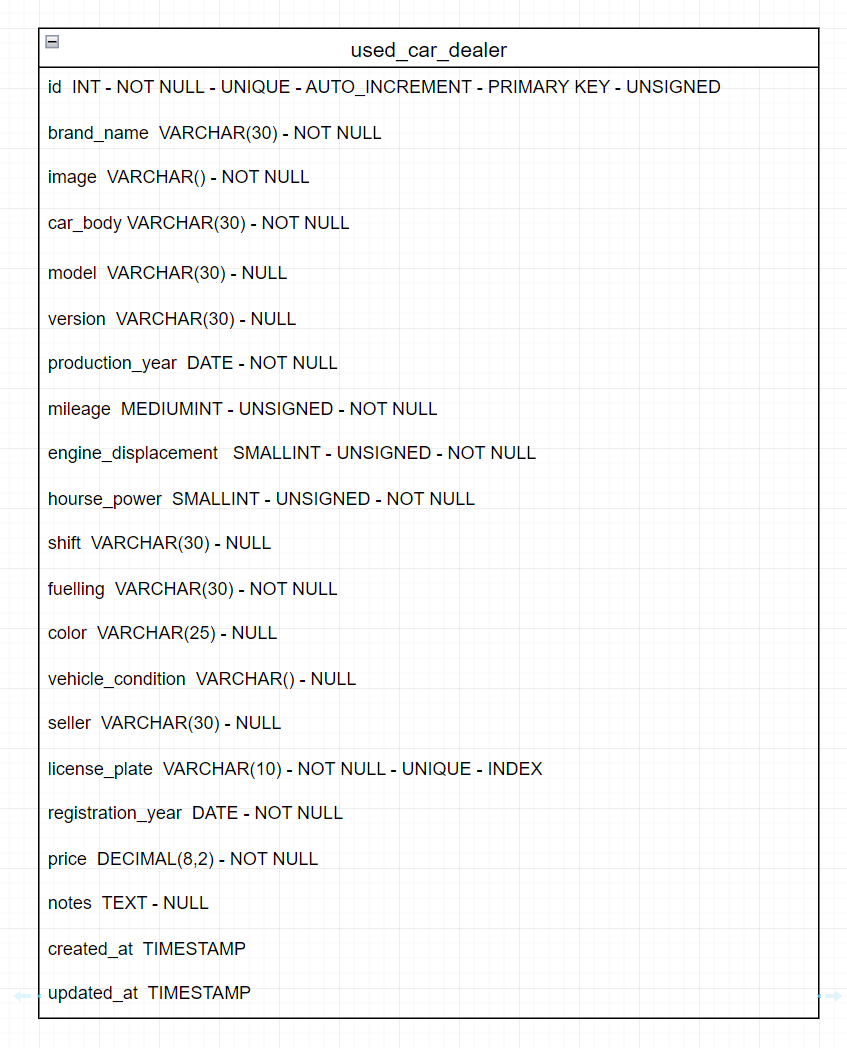 used_car_dealer
id INT - NOT NULL - UNIQUE - AUTO_INCREMENT - PRIMARY KEY - UNSIGNED
brand_name VARCHAR(30) - NOT NULL
image VARCHAR() - NOT NULL
car_body VARCHAR(30) - NOT NULL
model VARCHAR(30) - NULL
version VARCHAR(30) - NULL
production_year DATE - NOT NULL
mileage MEDIUMINT - UNSIGNED - NOT NULL
engine_displacement SMALLINT - UNSIGNED - NOT NULL
hourse_power SMALLINT - UNSIGNED - NOT NULL
shift VARCHAR(30) - NULL
fuelling VARCHAR(30) - NOT NULL
color VARCHAR(25) - NULL
vehicle_condition VARCHAR() - NULL
seller VARCHAR(30) - NULL
license_plate VARCHAR(10) - NOT NULL - UNIQUE - INDEX
registration_year DATE - NOT NULL
price DECIMAL(8,2) - NOT NULL
notes TEXT - NULL
created_at TIMESTAMP
updated_at TIMESTAMP